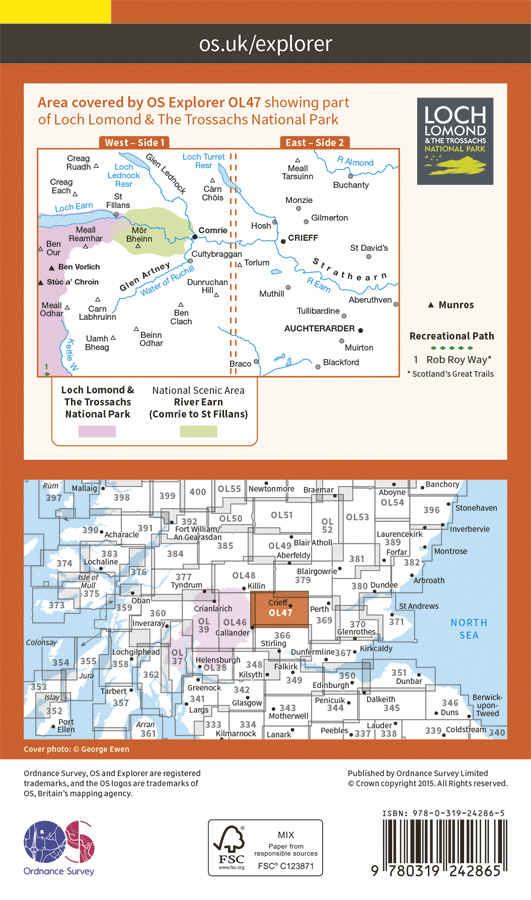 os.uk/explorer
Area covered by OS Explorer OL47 showing part
of Loch Lomond & The Trossachs National Park
LOCH
LOMOND
& THE TROSSACHS
NATIONAL PARK
West – Side 1
East – Side 2
Creag
Ruadh
Glen Lednock
Loch Turret
Resr
Meall
Tarsuinn
R Almond
Buchanty
Loch
Lednock
Resr
Creag
Each
Càrn
Chòis
St
Fillans
Monzie
Loch Earn
Gilmerton
Hosh
Meall
Reamhar
Mór
Bheinn
Comrie
CRIEFF
Ben
Our
St David's
Cultybraggan
Torlum
Ben Vorlich
Glen Artney
Strathearn
Stùc a' Chroin
Water of Ruchill
R Earn
Dunruchan
Hill
Muthill
Aberuthven
Meall
Odhar
Carn
Labhruinn
Ben
Clach
Tullibardine
AUCHTERARDER
Uamh
Bheag
Beinn
Odhar
Muirton
Keltie W
Braco
Blackford
1
Munros
Recreational Path
1 Rob Roy Way*
* Scotland's Great Trails
Loch Lomond &
The Trossachs
National Park
National Scenic Area
River Earn
(Comrie to St Fillans)
Rùm
397
Mallaig
398
399
400
OL55
Newtonmore
Braemar
Aboyne
OL54
Banchory
396
Stonehaven
390
Acharacle
391
392
Fort William/
An Gearasdan
OL50
OL51
OL
52
OL53
Laurencekirk
389
Inverbervie
374
Lochaline
383
384
385
OL49
Blair Atholl
Aberfeldy
Forfar
382
Montrose
Isle of
Mull
375
376
377
Tyndrum
OL48
Killin
Blairgowrie
379
381
380
Dundee
Arbroath
373
Oban
359
360
Inveraray
Crianlarich
OL
39
OL46
Callander
Crieff
OL47
Perth
369
370
Glenrothes
St Andrews
371
NORTH
SEA
Colonsay
354
355
Jura
Lochgilphead
358
OL
37
Helensburgh
OL38
366
Stirling
348
Kilsyth
Falkirk
349
Dunfermline
367
Kirkcaldy
353
Islay
352
Port
Ellen
Tarbert
357
362
Arran
361
Greenock
341
Largs
333
Kilmarnock
342
Glasgow
334
343
Motherwell
Lanark
350
Edinburgh
Penicuik
344
Peebles
337
Dalkeith
345
Lauder
338
351
Dunbar
346
Duns
339
Coldstream
Berwick-
upon-
Tweed
340
Cover photo: © George Ewen
Ordnance Survey, OS and Explorer are registered
trademarks, and the OS logos are trademarks of
OS, Britain's mapping agency.
Published by Ordnance Survey Limited
© Crown copyright 2015. All rights reserved.
OS
Ordnance Survey
FSC
www.fsc.org
MIX
Paper from
responsible sources
FSC® C123871
ISBN: 978-0-319-24286-5
9 780319 242865